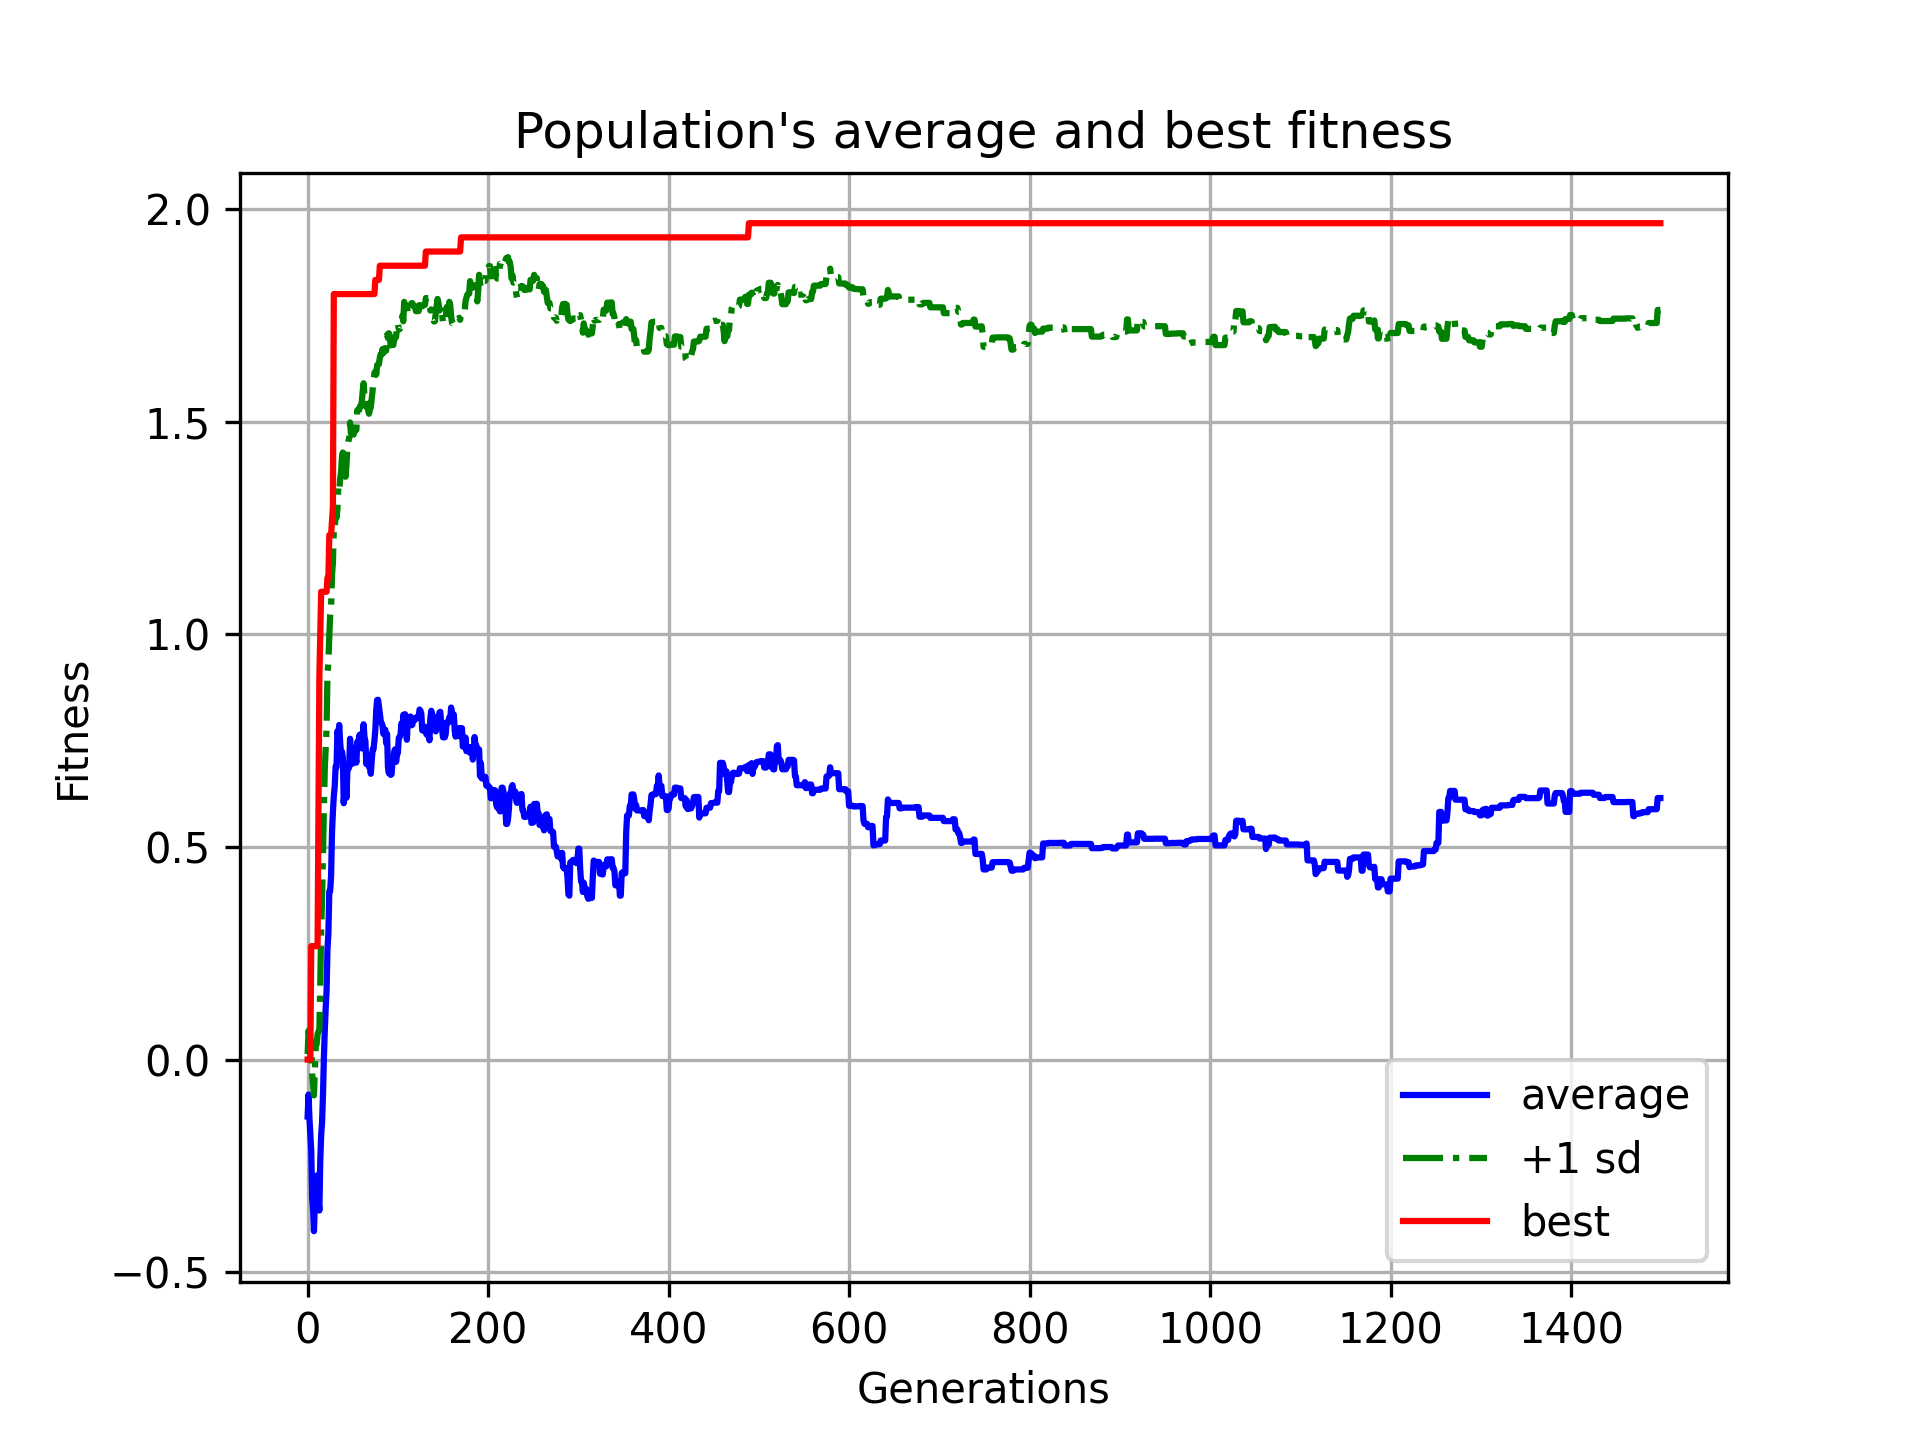 Population's average and best fitness
Fitness
2.0
1.5
1.0
0.5
0.0
−0.5
0 200 400 600 800 1000 1200 1400
Generations
average
+1 sd
best